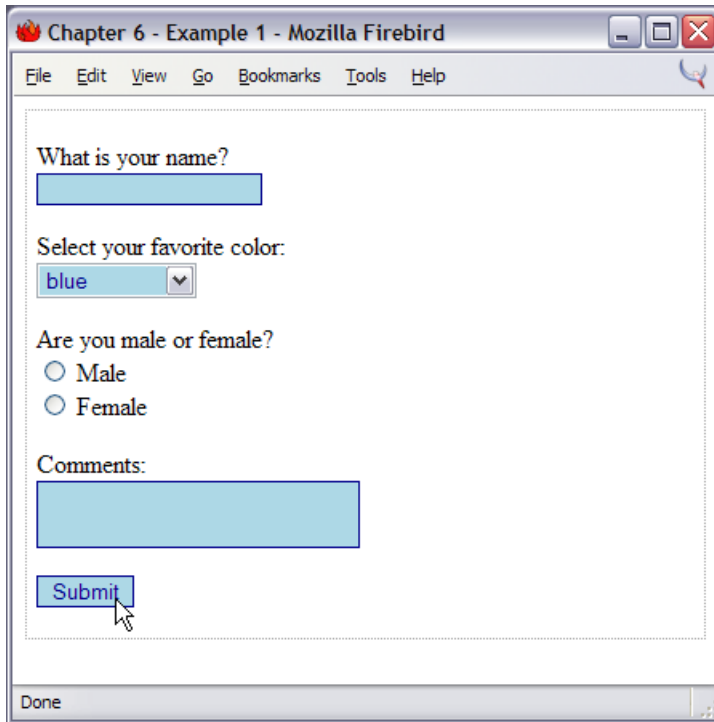 Chapter 6 - Example 1 - Mozilla Firebird
File Edit View Go Bookmarks Tools Help
What is your name?
Select your favorite color:
blue
Are you male or female?
Male
Female
Comments:
Submit
Done